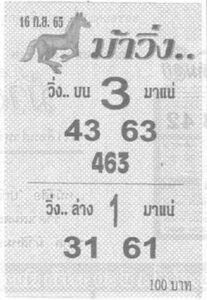 16 ก.ย. 65
ม้าวิ่ง..
วิ่ง.. บน 3 มาแน่
43 63
463
วิ่ง.. ล่าง 1 มาแน่
31 61
100 บาท